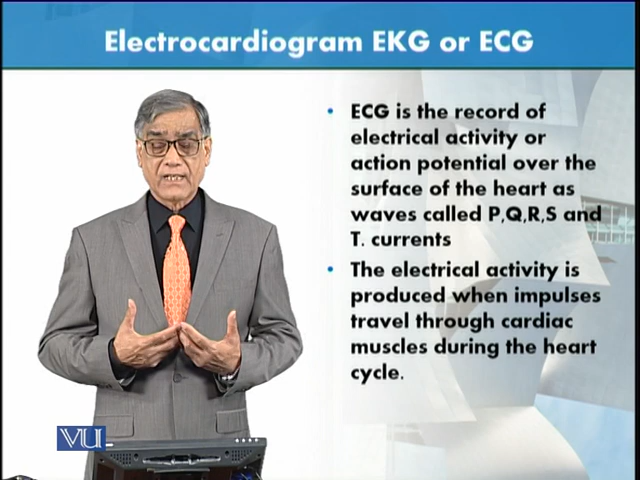 Electrocardiogram EKG or ECG
• ECG is the record of
electrical activity or
action potential over the
surface of the heart as
waves called P,Q,R,S and
T. currents
• The electrical activity is
produced when impulses
travel through cardiac
muscles during the heart
cycle.
VU